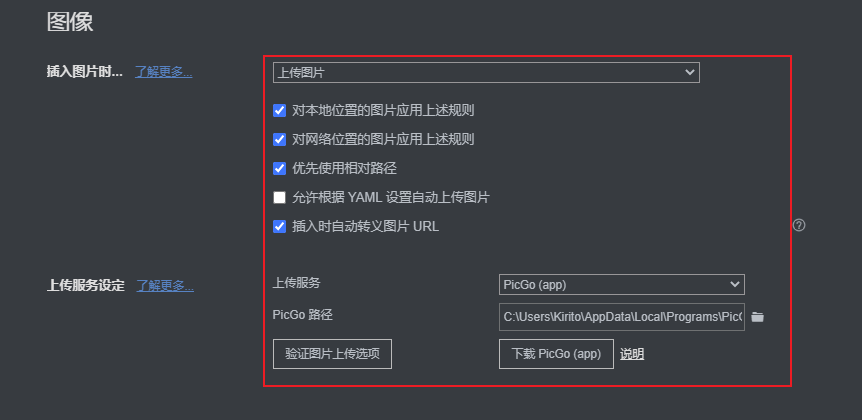 图像
插入图片时... 了解更多... 上传图片
对本地位置的图片应用上述规则
对网络位置的图片应用上述规则
优先使用相对路径
允许根据 YAML 设置自动上传图片
插入时自动转义图片 URL
上传服务设定 了解更多... 上传服务 PicGo (app)
PicGo 路径 C:\Users\Kirito\AppData\Local\Programs\Pic
验证图片上传选项 下载 PicGo (app) 说明